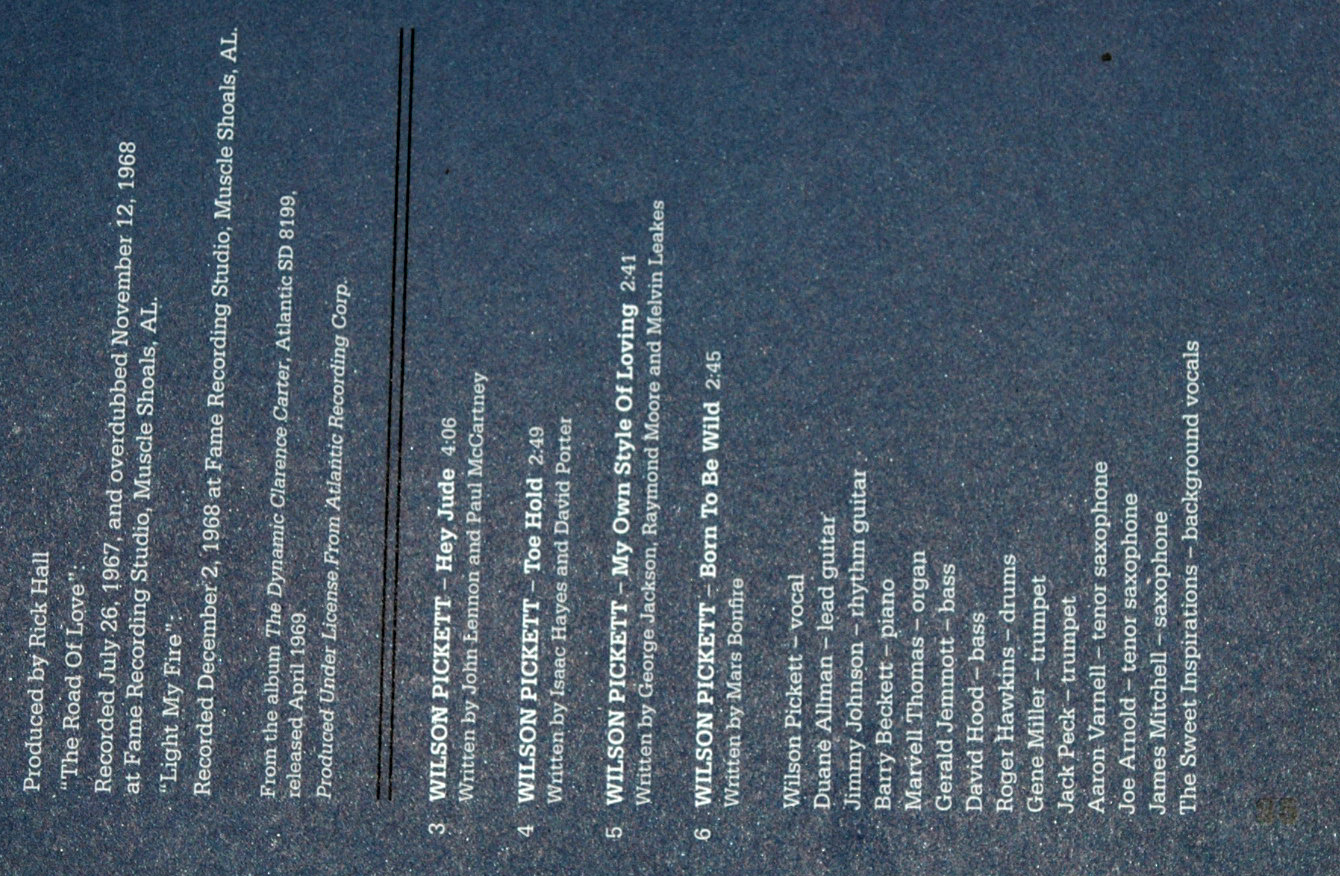 Produced by Rick Hall
"The Road Of Love":
Recorded July 26, 1967, and overdubbed November 12, 1968
at Fame Recording Studio, Muscle Shoals, AL.
"Light My Fire":
Recorded December 2, 1968 at Fame Recording Studio, Muscle Shoals, AL.
From the album The Dynamic Clarence Carter, Atlantic SD 8199,
released April 1969
Produced Under License From Atlantic Recording Corp.
3 WILSON PICKETT – Hey Jude 4:06
Written by John Lennon and Paul McCartney
4 WILSON PICKETT – Toe Hold 2:49
Written by Isaac Hayes and David Porter
5 WILSON PICKETT – My Own Style Of Loving 2:41
Written by George Jackson, Raymond Moore and Melvin Leakes
6 WILSON PICKETT – Born To Be Wild 2:45
Written by Mars Bonfire
Wilson Pickett – vocal
Duane Allman – lead guitar
Jimmy Johnson – rhythm guitar
Barry Beckett – piano
Marvell Thomas – organ
Gerald Jemmott – bass
David Hood – bass
Roger Hawkins – drums
Gene Miller – trumpet
Jack Peck – trumpet
Aaron Varnell – tenor saxophone
Joe Arnold – tenor saxophone
James Mitchell – saxophone
The Sweet Inspirations – background vocals